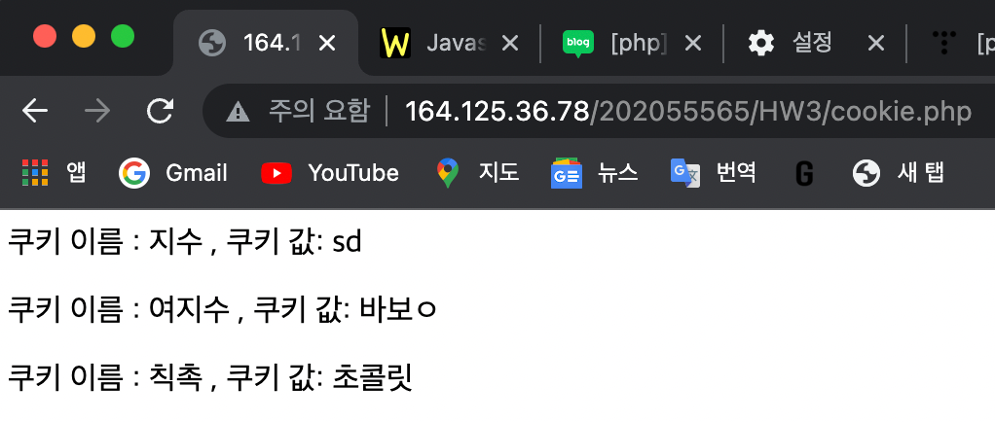 164.1
Javas
blog [php]
설정
[p
주의 요함 164.125.36.78/202055565/HW3/cookie.php
앱 Gmail YouTube 지도 뉴스 번역 G 새 탭
쿠키 이름 : 지수 , 쿠키 값: sd
쿠키 이름 : 여지수 , 쿠키 값: 바보ㅇ
쿠키 이름 : 칙촉 , 쿠키 값: 초콜릿